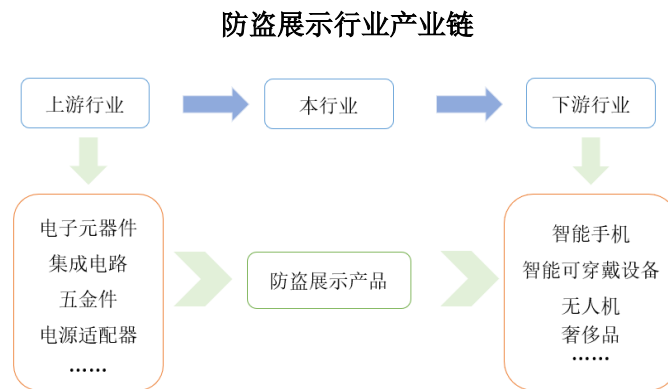 防盗展示行业产业链
上游行业
本行业
下游行业
电子元器件
集成电路
五金件
电源适配器
……
防盗展示产品
智能手机
智能可穿戴设备
无人机
奢侈品
……